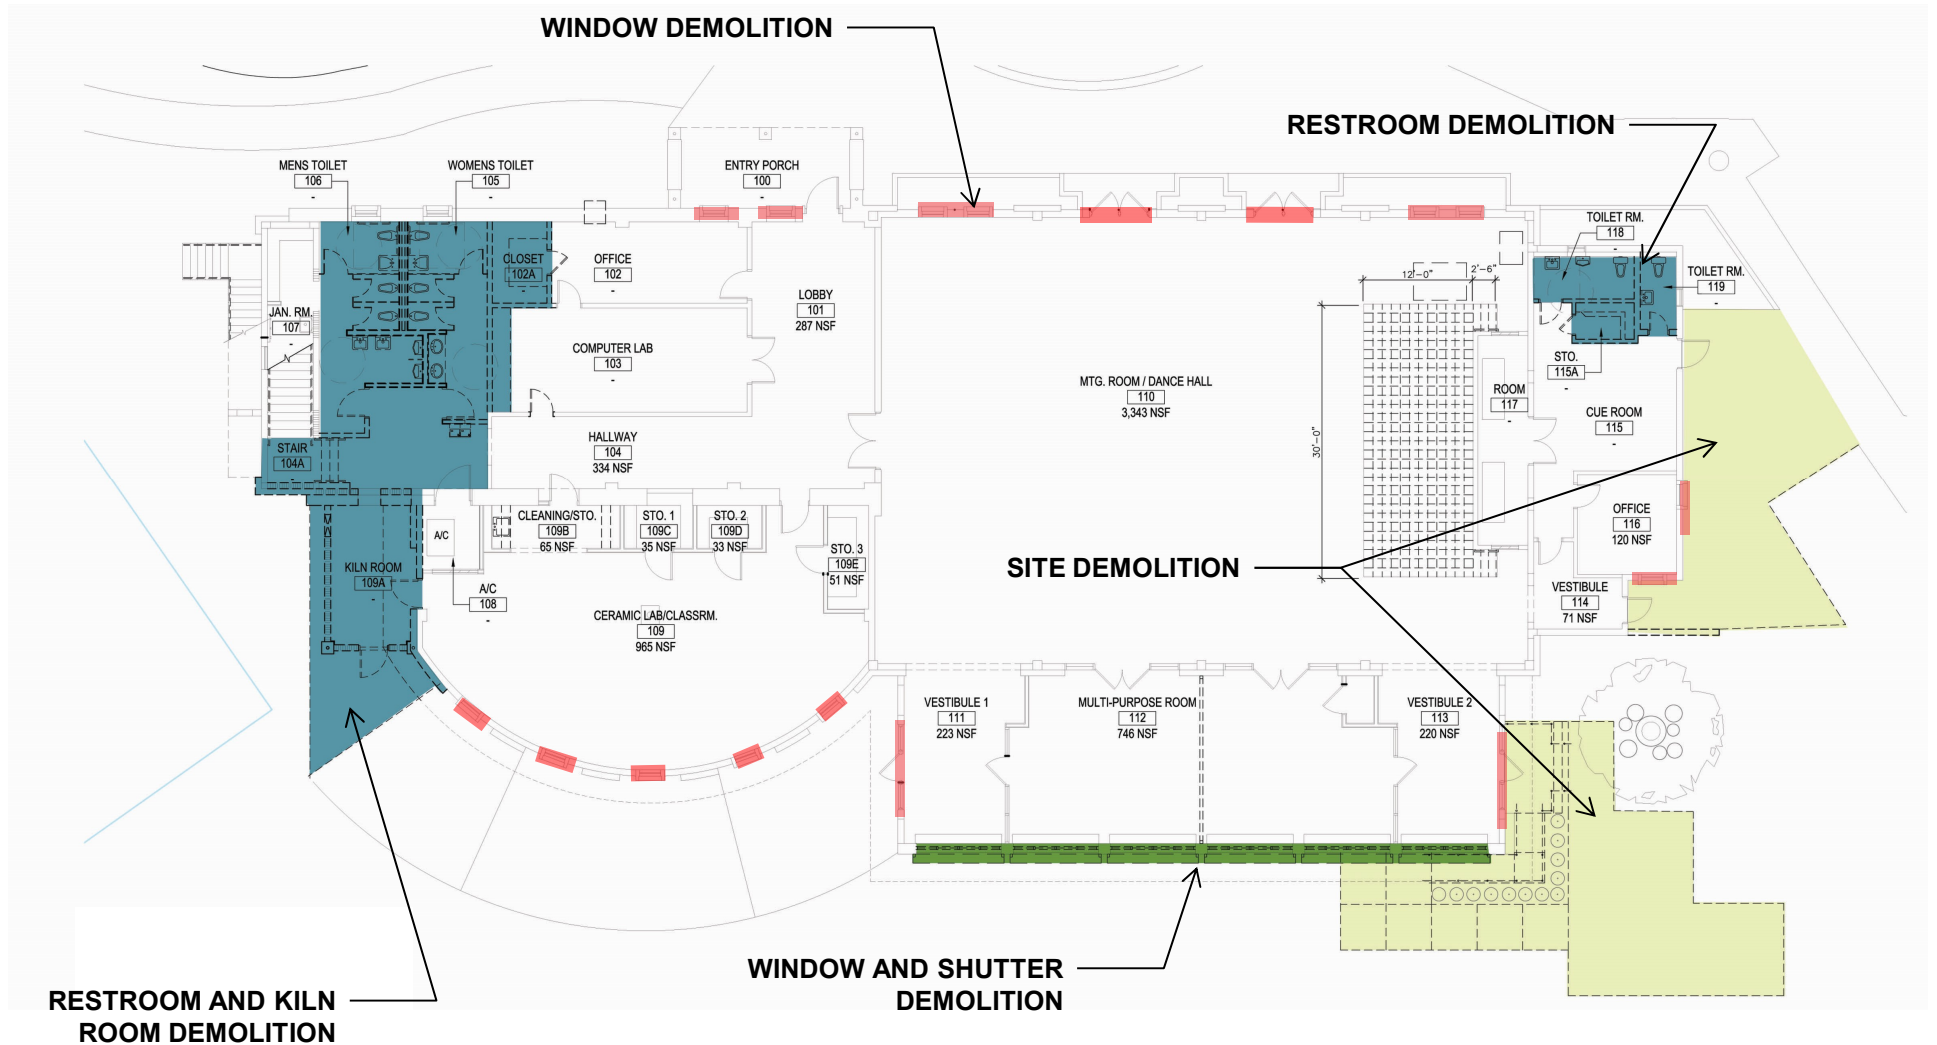 WINDOW DEMOLITION
RESTROOM DEMOLITION
MENS TOILET
106
-
WOMENS TOILET
105
-
ENTRY PORCH
100
-
TOILET RM.
118
-
TOILET RM.
119
-
CLOSET
102A
-
OFFICE
102
-
LOBBY
101
287 NSF
JAN. RM.
107
-
COMPUTER LAB
103
-
12'-0"
2'-6"
30'-0"
MTG. ROOM / DANCE HALL
110
3,343 NSF
ROOM
117
-
STO.
115A
-
CUE ROOM
115
-
HALLWAY
104
334 NSF
STAIR
104A
-
CLEANING/STO.
109B
65 NSF
STO. 1
109C
35 NSF
STO. 2
109D
33 NSF
STO. 3
109E
51 NSF
A/C
OFFICE
116
120 NSF
KILN ROOM
109A
-
A/C
108
-
CERAMIC LAB/CLASSRM.
109
965 NSF
SITE DEMOLITION
VESTIBULE
114
71 NSF
VESTIBULE 1
111
223 NSF
MULTI-PURPOSE ROOM
112
746 NSF
VESTIBULE 2
113
220 NSF
WINDOW AND SHUTTER
DEMOLITION
RESTROOM AND KILN
ROOM DEMOLITION